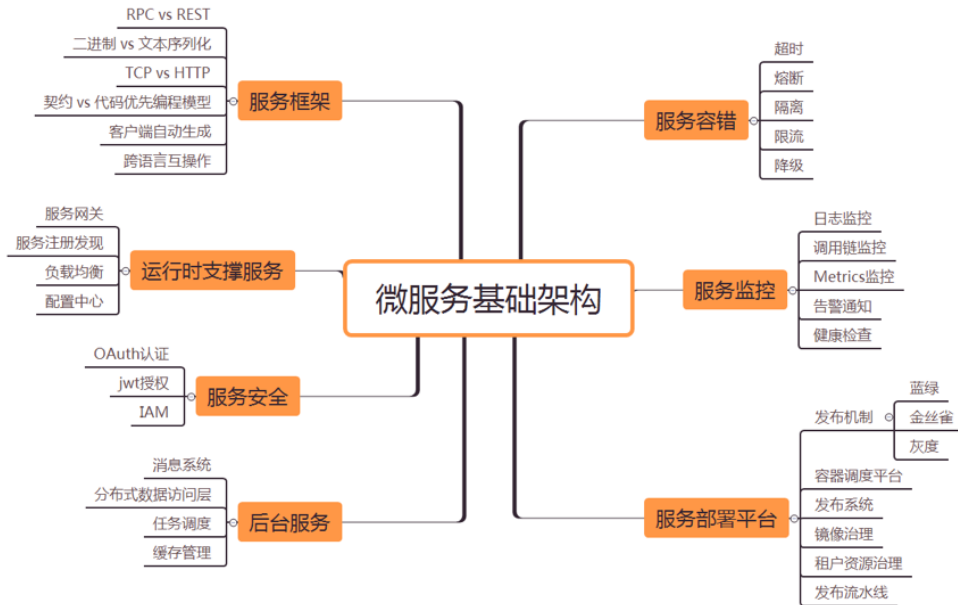 微服务基础架构
服务框架
RPC vs REST
二进制 vs 文本序列化
TCP vs HTTP
契约 vs 代码优先编程模型
客户端自动生成
跨语言互操作
运行时支撑服务
服务网关
服务注册发现
负载均衡
配置中心
服务安全
OAuth认证
jwt授权
IAM
后台服务
消息系统
分布式数据访问层
任务调度
缓存管理
服务容错
超时
熔断
隔离
限流
降级
服务监控
日志监控
调用链监控
Metrics监控
告警通知
健康检查
服务部署平台
发布机制
蓝绿
金丝雀
灰度
容器调度平台
发布系统
镜像治理
租户资源治理
发布流水线